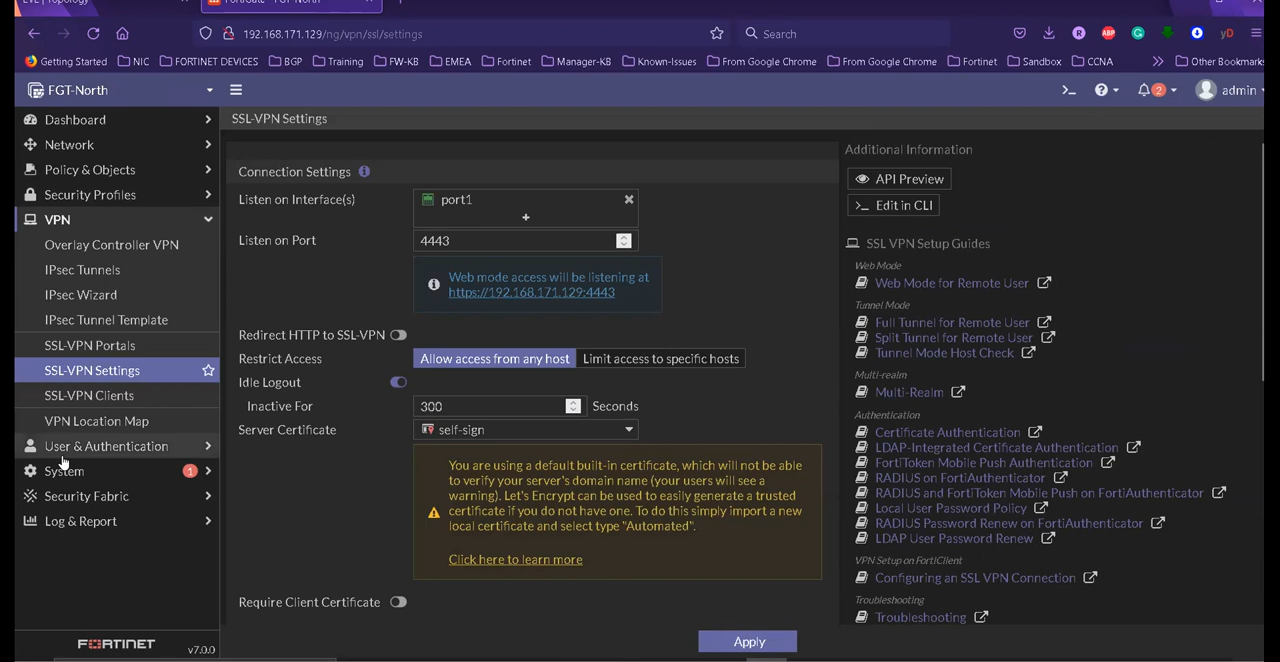 EVE | Topology
FortiGate - FGT-North
192.168.171.129/ng/vpn/ssl/settings
Search
Getting Started
NIC
FORTINET DEVICES
BGP
Training
FW-KB
EMEA
Fortinet
Manager-KB
Known-Issues
From Google Chrome
From Google Chrome
Fortinet
Sandbox
CCNA
Other Bookmarks
FGT-North
2
admin
Dashboard
Network
Policy & Objects
Security Profiles
VPN
Overlay Controller VPN
IPsec Tunnels
IPsec Wizard
IPsec Tunnel Template
SSL-VPN Portals
SSL-VPN Settings
SSL-VPN Clients
VPN Location Map
User & Authentication
System 1
Security Fabric
Log & Report
FORTINET
v7.0.0
SSL-VPN Settings
Connection Settings
Listen on Interface(s) port1
Listen on Port 4443
Web mode access will be listening at
https://192.168.171.129:4443
Redirect HTTP to SSL-VPN
Restrict Access Allow access from any host Limit access to specific hosts
Idle Logout
Inactive For 300 Seconds
Server Certificate self-sign
You are using a default built-in certificate, which will not be
able to verify your server's domain name (your users will see a
warning). Let's Encrypt can be used to easily generate a trusted
certificate if you do not have one. To do this simply import a new
local certificate and select type "Automated".
Click here to learn more
Require Client Certificate
Apply
Additional Information
API Preview
>_ Edit in CLI
SSL VPN Setup Guides
Web Mode
Web Mode for Remote User
Tunnel Mode
Full Tunnel for Remote User
Split Tunnel for Remote User
Tunnel Mode Host Check
Multi-realm
Multi-Realm
Authentication
Certificate Authentication
LDAP-Integrated Certificate Authentication
FortiToken Mobile Push Authentication
RADIUS on FortiAuthenticator
RADIUS and FortiToken Mobile Push on FortiAuthenticator
Local User Password Policy
RADIUS Password Renew on FortiAuthenticator
LDAP User Password Renew
VPN Setup on FortiClient
Configuring an SSL VPN Connection
Troubleshooting
Troubleshooting